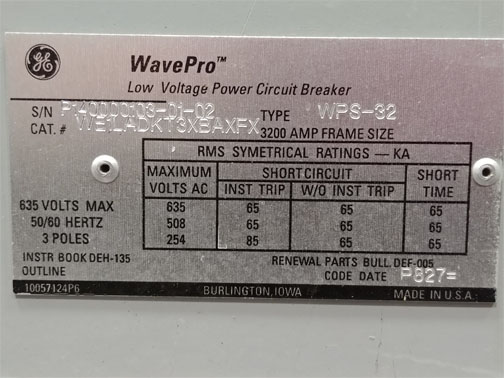 GE
WavePro™
Low Voltage Power Circuit Breaker
S/N P140000103-01-02 TYPE WPS-32
CAT. # 3200 AMP FRAME SIZE
RMS SYMETRICAL RATINGS — KA
MAXIMUM VOLTS AC SHORT CIRCUIT SHORT TIME
INST TRIP W/O INST TRIP
635 65 65 65
508 65 65 65
254 85 65 65
635 VOLTS MAX
50/60 HERTZ
3 POLES
INSTR BOOK DEH-135 RENEWAL PARTS BULL. DEF-005
OUTLINE CODE DATE P827=
10057124P6 BURLINGTON, IOWA MADE IN U.S.A.